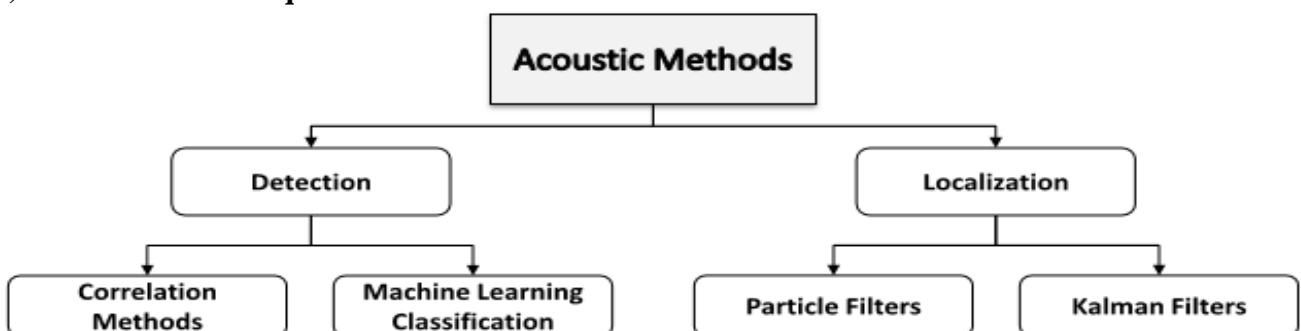 Acoustic Methods
Detection
Localization
Correlation
Methods
Machine Learning
Classification
Particle Filters
Kalman Filters